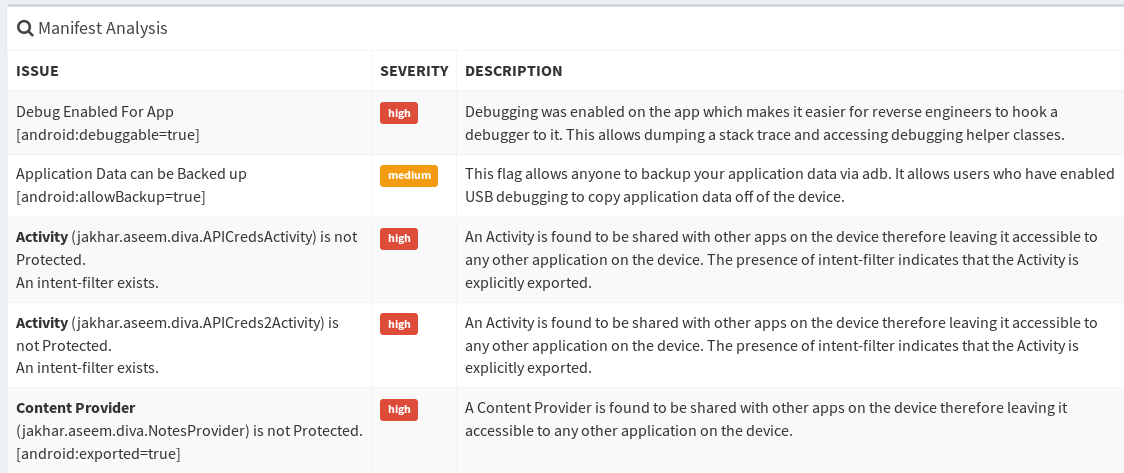 Manifest Analysis
ISSUE SEVERITY DESCRIPTION
Debug Enabled For App
[android:debuggable=true]
high
Debugging was enabled on the app which makes it easier for reverse engineers to hook a
debugger to it. This allows dumping a stack trace and accessing debugging helper classes.
Application Data can be Backed up
[android:allowBackup=true]
medium
This flag allows anyone to backup your application data via adb. It allows users who have enabled
USB debugging to copy application data off of the device.
Activity (jakhar.aseem.diva.APICredsActivity) is not
Protected.
An intent-filter exists.
high
An Activity is found to be shared with other apps on the device therefore leaving it accessible to
any other application on the device. The presence of intent-filter indicates that the Activity is
explicitly exported.
Activity (jakhar.aseem.diva.APICreds2Activity) is
not Protected.
An intent-filter exists.
high
An Activity is found to be shared with other apps on the device therefore leaving it accessible to
any other application on the device. The presence of intent-filter indicates that the Activity is
explicitly exported.
Content Provider
(jakhar.aseem.diva.NotesProvider) is not Protected.
[android:exported=true]
high
A Content Provider is found to be shared with other apps on the device therefore leaving it
accessible to any other application on the device.